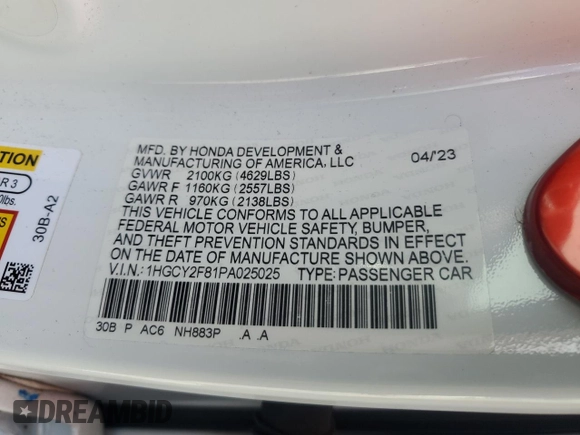 MFD. BY HONDA DEVELOPMENT &
MANUFACTURING OF AMERICA, LLC 04/'23
GVWR 2100KG (4629LBS)
GAWR F 1160KG (2557LBS)
GAWR R 970KG (2138LBS)
THIS VEHICLE CONFORMS TO ALL APPLICABLE
FEDERAL MOTOR VEHICLE SAFETY, BUMPER,
AND THEFT PREVENTION STANDARDS IN EFFECT
ON THE DATE OF MANUFACTURE SHOWN ABOVE.
V.I.N.: 1HGCY2F81PA025025 TYPE: PASSENGER CAR
30B P AC6 NH883P .A .A
R 3
lbs.
30B-A2
DREAMBID